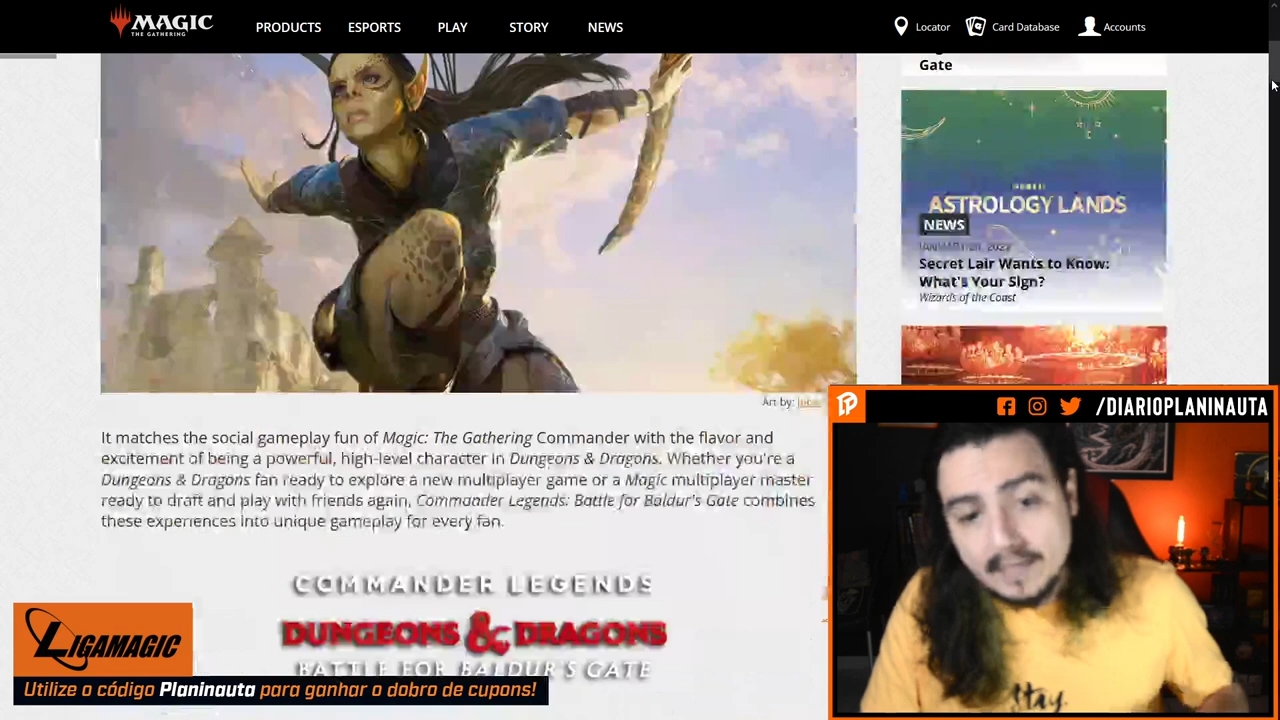 MAGIC
THE GATHERING
PRODUCTS
ESPORTS
PLAY
STORY
NEWS
Locator
Card Database
Accounts
Gate
ASTROLOGY LANDS
NEWS
Secret Lair Wants to Know:
What's Your Sign?
Wizards of the Coast
Art by:
It matches the social gameplay fun of Magic: The Gathering Commander with the flavor and
excitement of being a powerful, high-level character in Dungeons & Dragons. Whether you're a
Dungeons & Dragons fan ready to explore a new multiplayer game or a Magic multiplayer master
ready to draft and play with friends again, Commander Legends: Battle for Baldur's Gate combines
these experiences into unique gameplay for every fan.
COMMANDER LEGENDS
DUNGEONS & DRAGONS
BATTLE FOR BALDUR'S GATE
/DIARIOPLANINAUTA
Stay
LIGAMAGIC
Utilize o código Planinauta para ganhar o dobro de cupons!